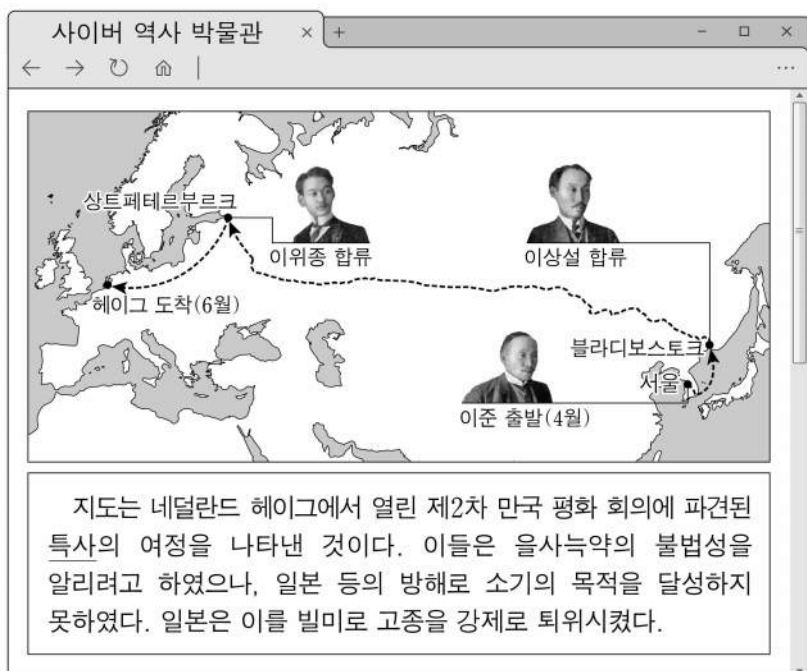 사이버 역사 박물관
상트페테르부르크
이위종 합류
이상설 합류
헤이그 도착(6월)
블라디보스토크
서울
이준 출발(4월)
지도는 네덜란드 헤이그에서 열린 제2차 만국 평화 회의에 파견된
특사의 여정을 나타낸 것이다. 이들은 을사늑약의 불법성을
알리려고 하였으나, 일본 등의 방해로 소기의 목적을 달성하지
못하였다. 일본은 이를 빌미로 고종을 강제로 퇴위시켰다.